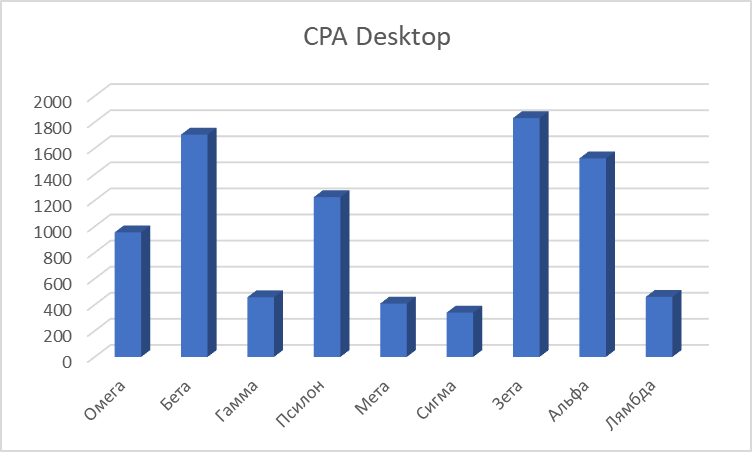 CPA Desktop
2000
1800
1600
1400
1200
1000
800
600
400
200
0
Омега
Бета
Гамма
Псилон
Мета
Сигма
Зета
Альфа
Лямбда